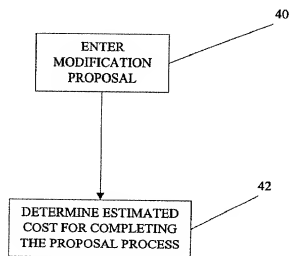 40
ENTER
MODIFICATION
PROPOSAL
42
DETERMINE ESTIMATED
COST FOR COMPLETING
THE PROPOSAL PROCESS